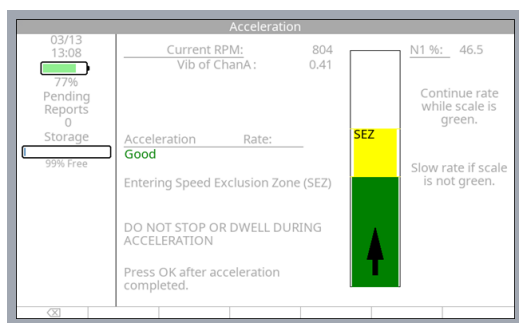 Acceleration
03/13
13:08
77%
Pending
Reports
0
Storage
99% Free
Current RPM: 804
Vib of ChanA: 0.41
Acceleration Rate:
Good
Entering Speed Exclusion Zone (SEZ)
DO NOT STOP OR DWELL DURING
ACCELERATION
Press OK after acceleration
completed.
SEZ
N1 %: 46.5
Continue rate
while scale is
green.
Slow rate if scale
is not green.